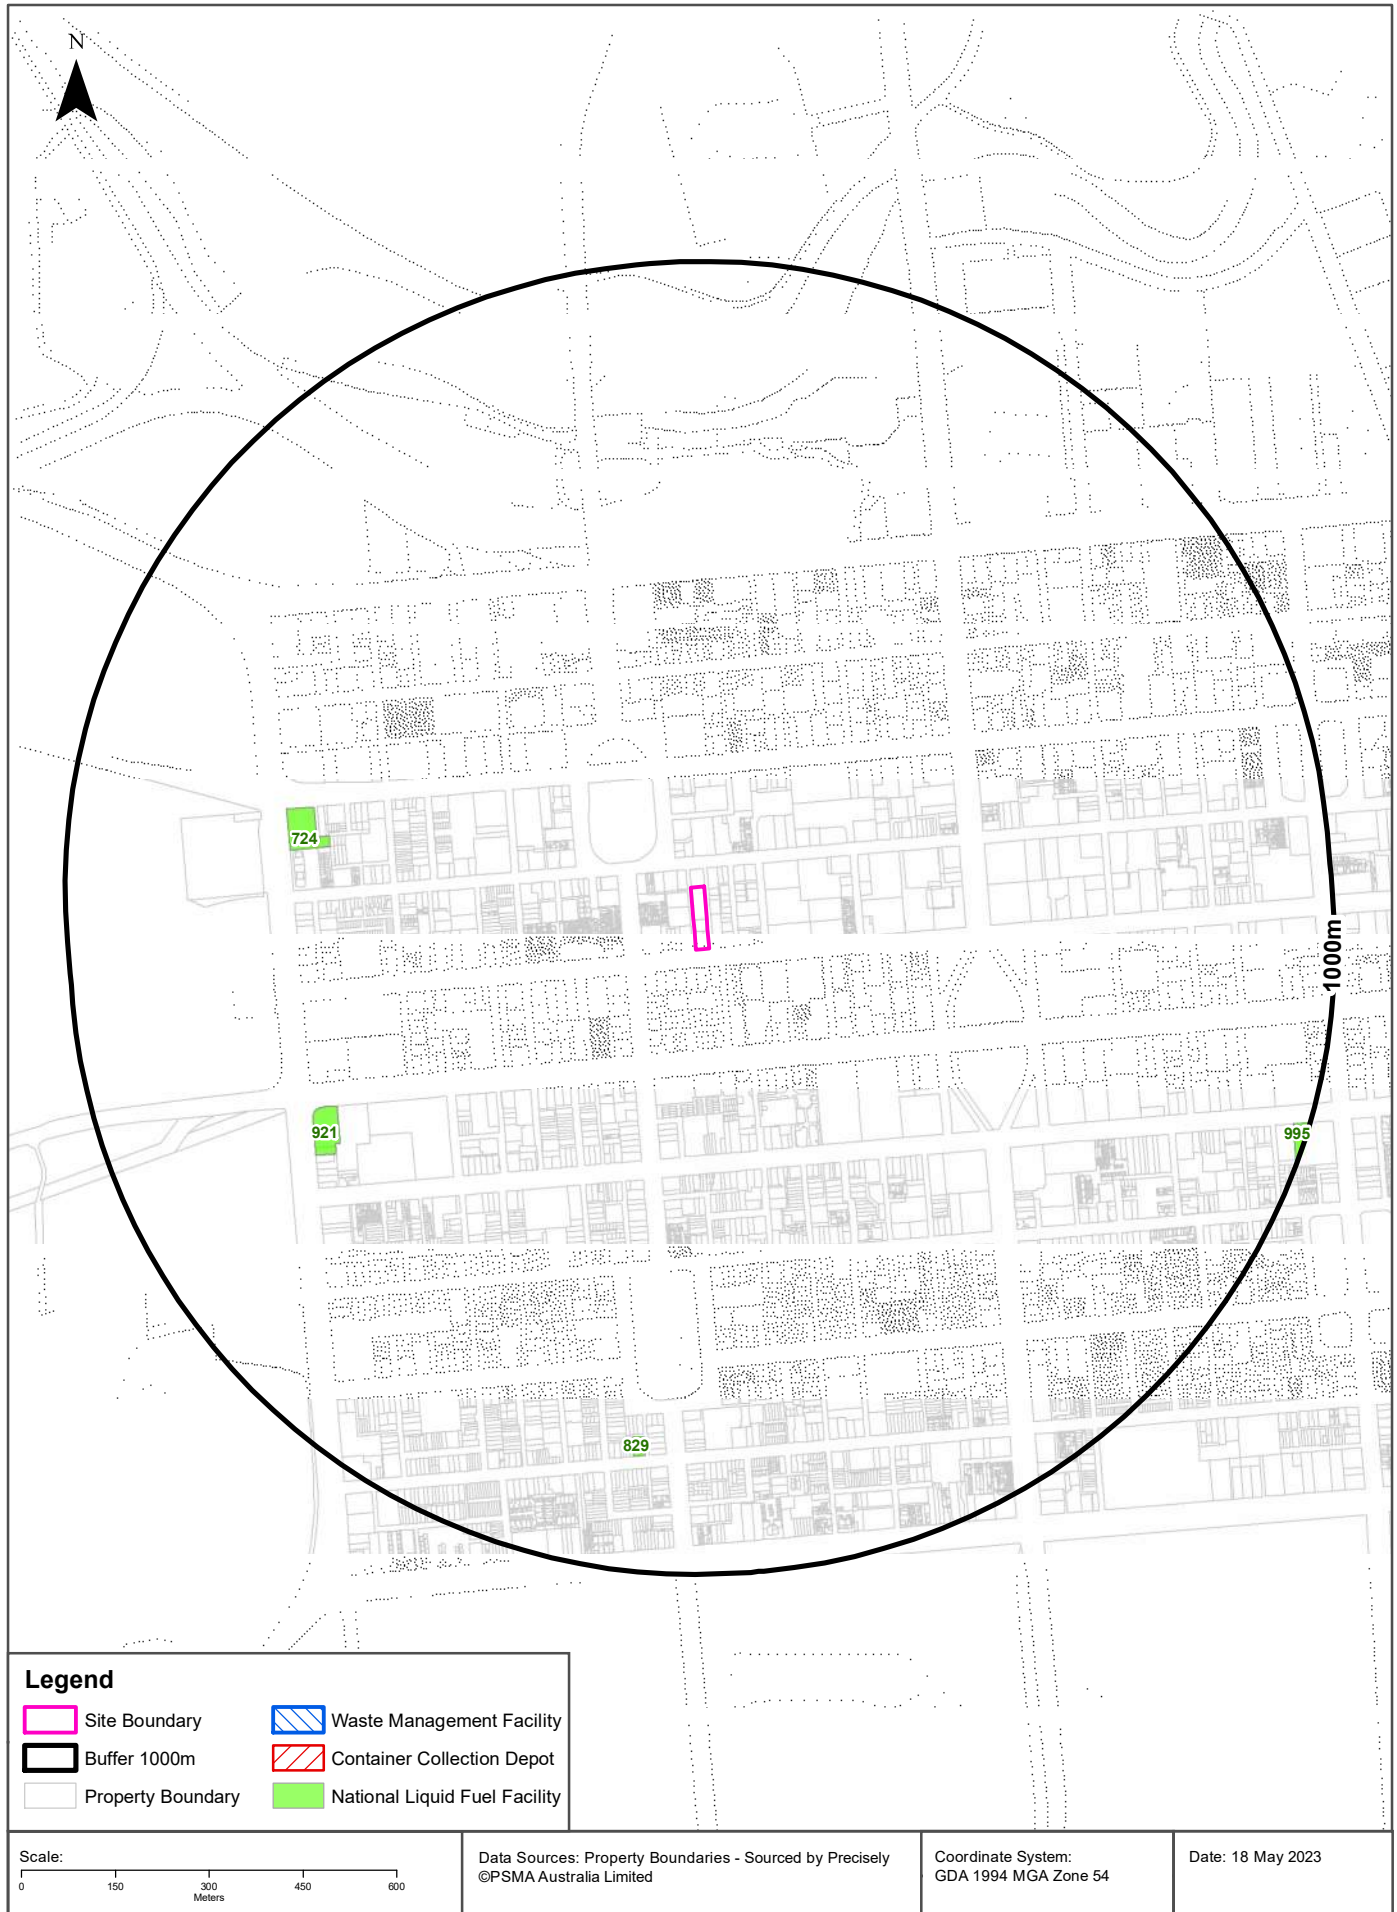 N
724
1000m
921
995
829
Legend
Site Boundary
Waste Management Facility
Buffer 1000m
Container Collection Depot
Property Boundary
National Liquid Fuel Facility
Scale:
0 150 300 450 600
Meters
Data Sources: Property Boundaries - Sourced by Precisely
©PSMA Australia Limited
Coordinate System:
GDA 1994 MGA Zone 54
Date: 18 May 2023